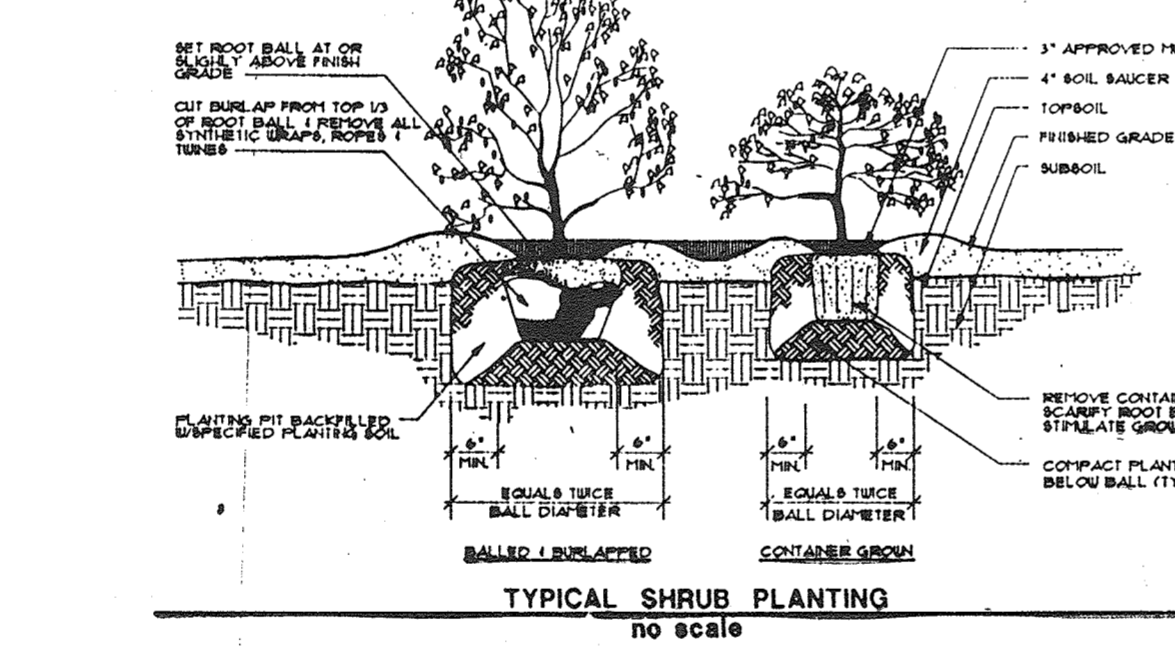 SET ROOT BALL AT OR
SLIGHLY ABOVE FINISH
GRADE
CUT BURLAP FROM TOP 1/3
OF ROOT BALL & REMOVE ALL
SYNTHETIC WRAPS, ROPES &
TWINES
3" APPROVED
4" SOIL SAUCER
TOPSOIL
FINISHED GRADE
SUBSOIL
PLANTING PIT BACKFILLED
W/SPECIFIED PLANTING SOIL
REMOVE
SCARIFY ROOT
STIMULATE
COMPACT
BELOW BALL
6"
MIN.
6"
MIN.
EQUALS TWICE
BALL DIAMETER
6"
MIN.
6"
MIN.
EQUALS TWICE
BALL DIAMETER
BALLED & BURLAPPED
CONTAINER GROWN
TYPICAL SHRUB PLANTING
no scale